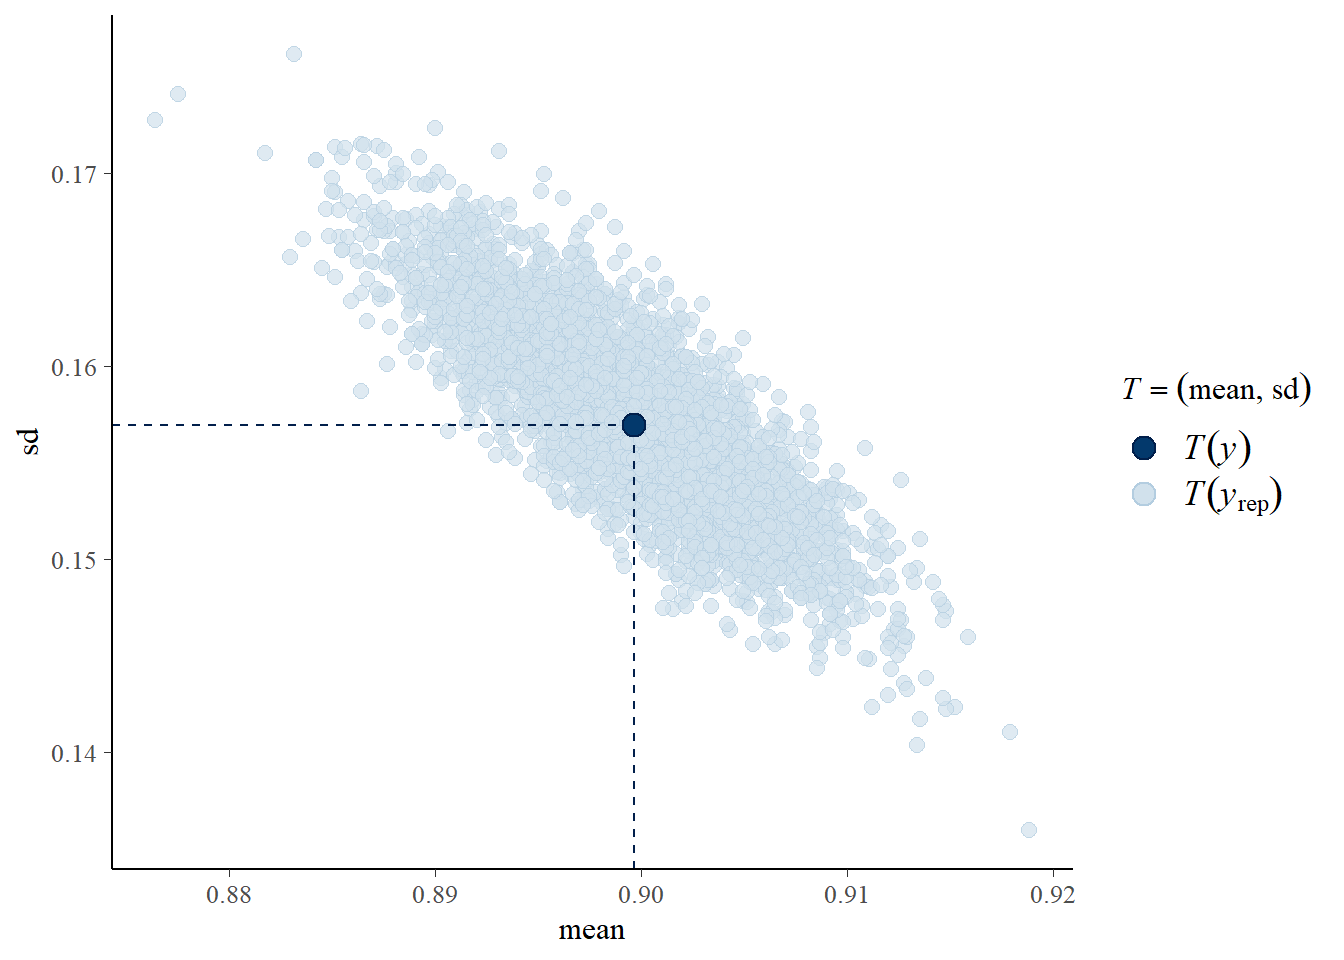 0.17
0.16
0.15
0.14
sd
0.88
0.89
0.90
0.91
0.92
mean
T = (mean, sd)
T(y)
T(yrep)